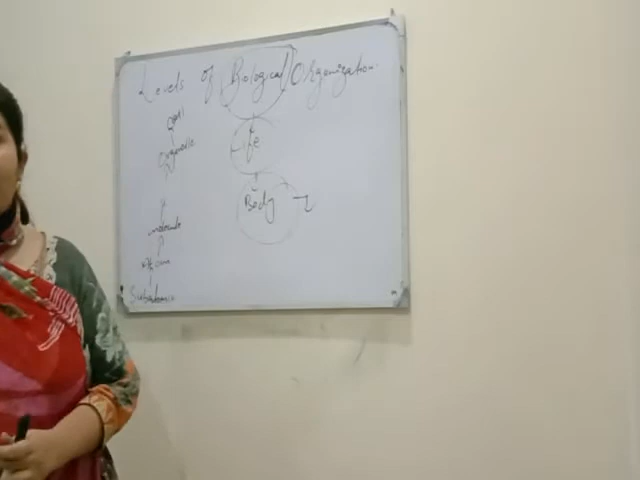 Levels of Biological Organization.
Cell
Organelle
Life
Body
molecule
atom
Subatomic